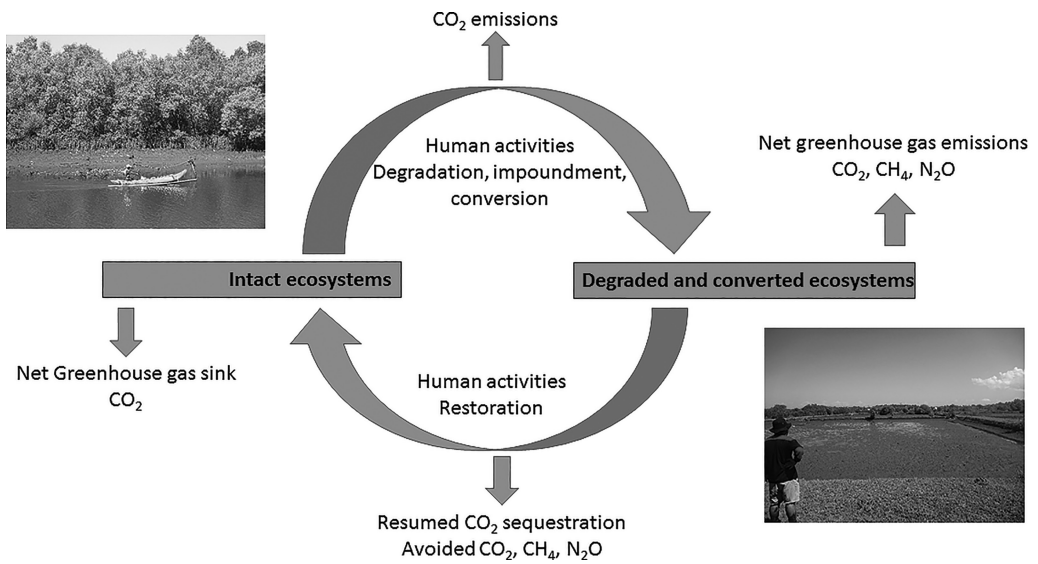 CO₂ emissions
Human activities
Degradation, impoundment,
conversion
Net greenhouse gas emissions
CO₂, CH₄, N₂O
Intact ecosystems
Degraded and converted ecosystems
Net Greenhouse gas sink
CO₂
Human activities
Restoration
Resumed CO₂ sequestration
Avoided CO₂, CH₄, N₂O